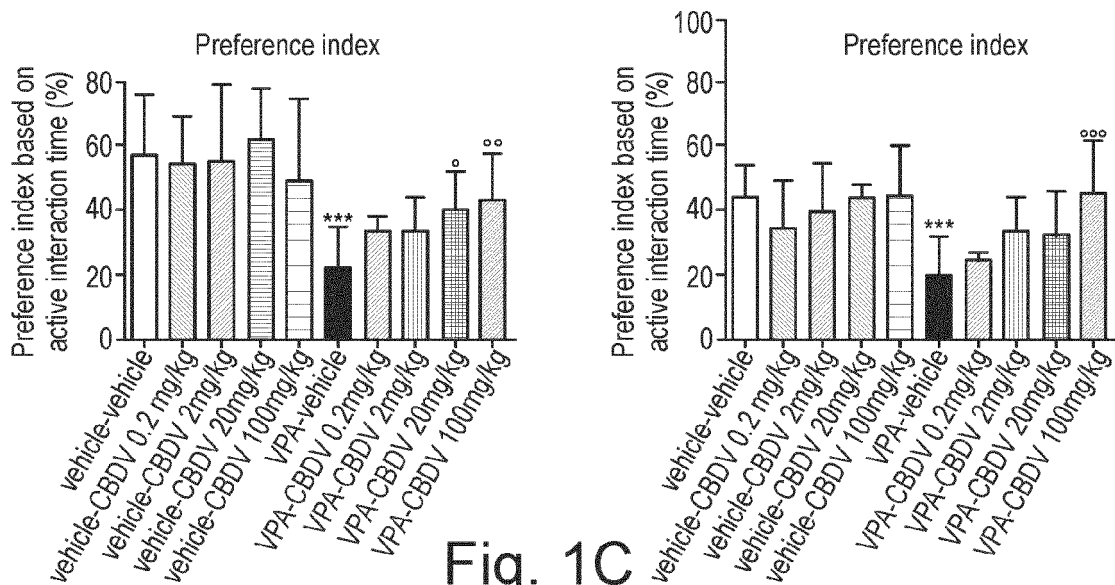 Preference index
Preference index based on
active interaction time (%)
80
60
40
20
0
***
°
°°
vehicle-vehicle
vehicle-CBDV 0.2 mg/kg
vehicle-CBDV 2mg/kg
vehicle-CBDV 20mg/kg
vehicle-CBDV 100mg/kg
VPA-vehicle
VPA-CBDV 0.2mg/kg
VPA-CBDV 2mg/kg
VPA-CBDV 20mg/kg
VPA-CBDV 100mg/kg
Preference index
Preference index based on
active interaction time (%)
100
80
60
40
20
0
***
°°°
vehicle-vehicle
vehicle-CBDV 0.2 mg/kg
vehicle-CBDV 2mg/kg
vehicle-CBDV 20mg/kg
vehicle-CBDV 100mg/kg
VPA-vehicle
VPA-CBDV 0.2mg/kg
VPA-CBDV 2mg/kg
VPA-CBDV 20mg/kg
VPA-CBDV 100mg/kg
Fig. 1C